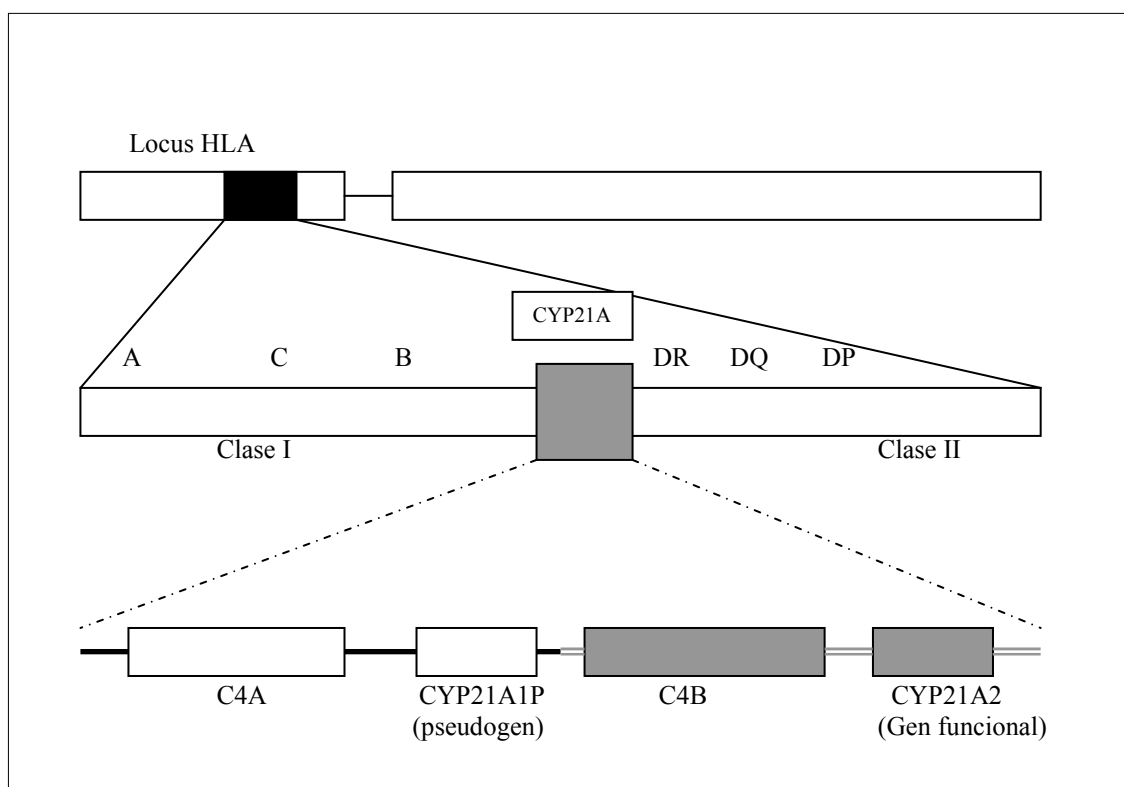 Locus HLA
CYP21A
A C B DR DQ DP
Clase I Clase II
C4A CYP21A1P C4B CYP21A2
(pseudogen) (Gen funcional)